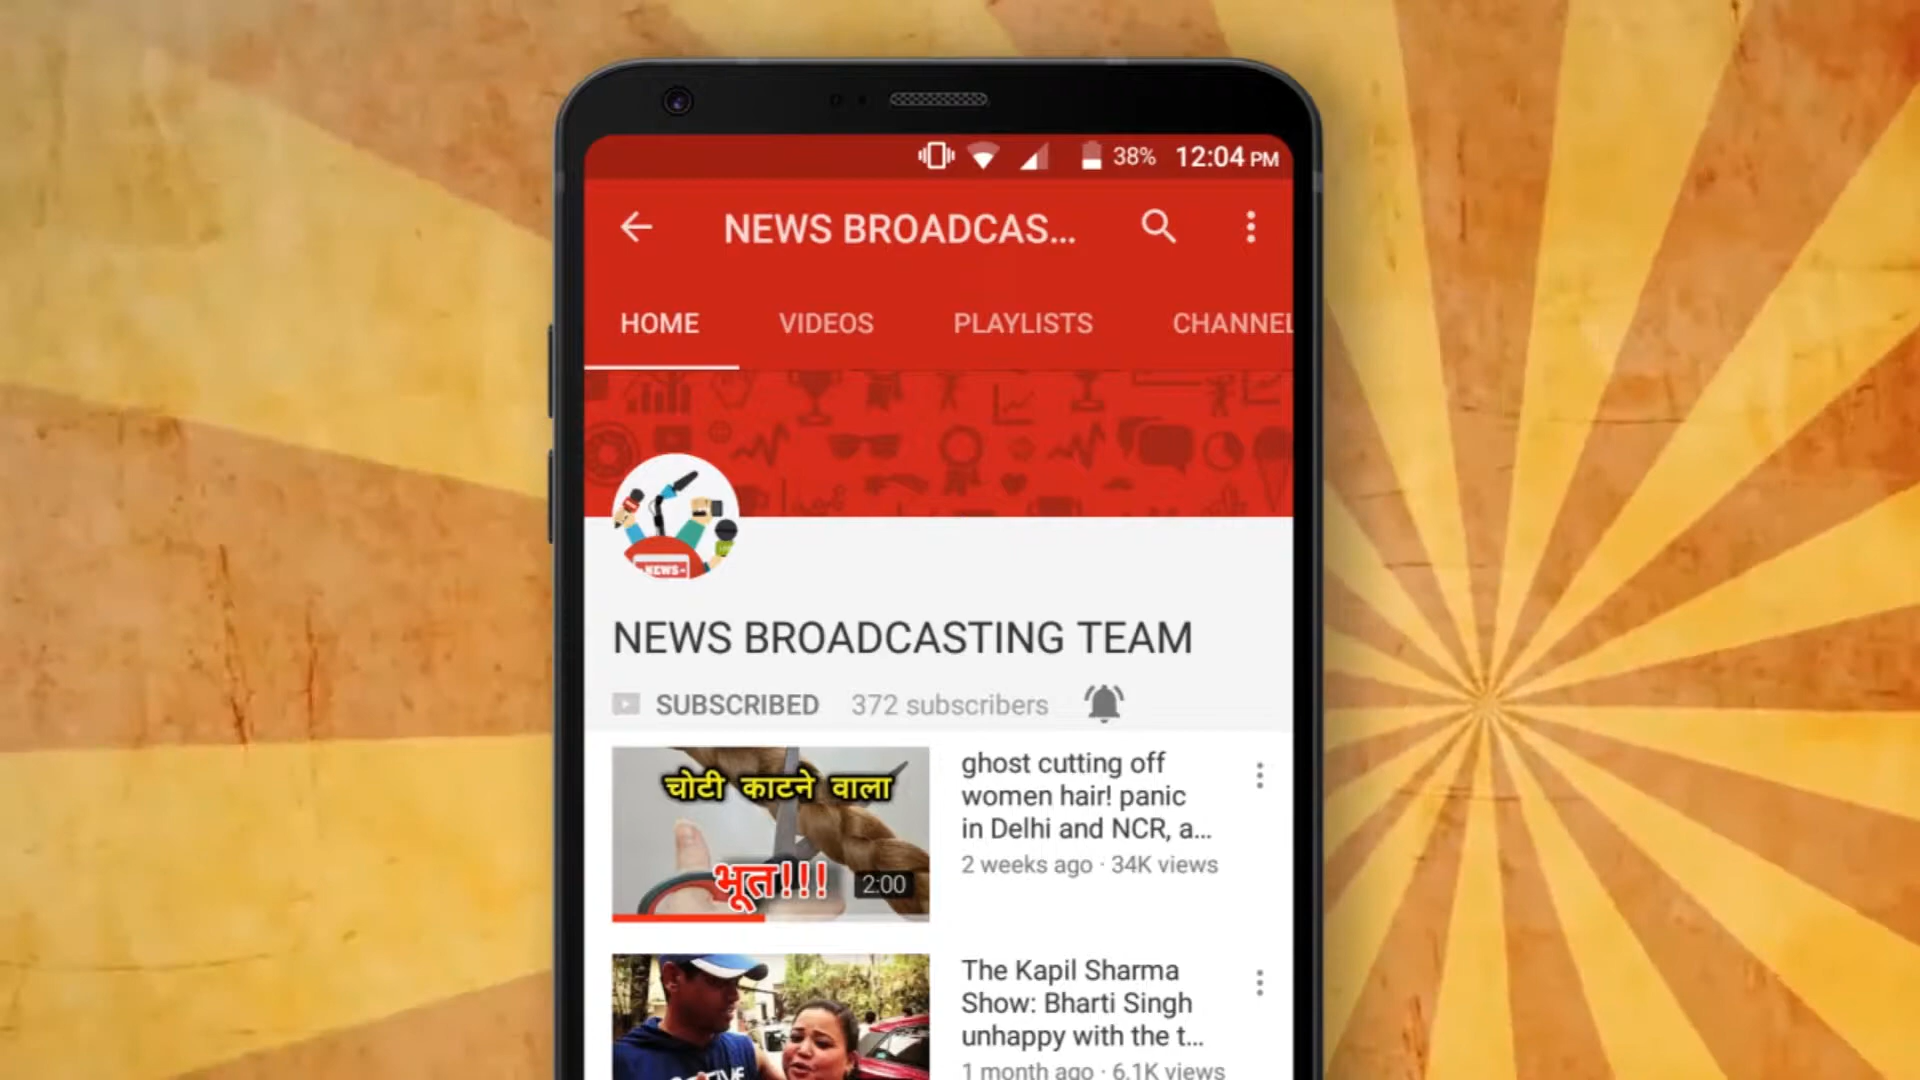 38% 12:04 PM
NEWS BROADCAS...
HOME VIDEOS PLAYLISTS CHANNEL
NEWS
NEWS BROADCASTING TEAM
SUBSCRIBED 372 subscribers
चोटी काटने वाला
भूत!!!
2:00
ghost cutting off
women hair! panic
in Delhi and NCR, a...
2 weeks ago · 34K views
The Kapil Sharma
Show: Bharti Singh
unhappy with the t...
1 month ago · 6.1K views